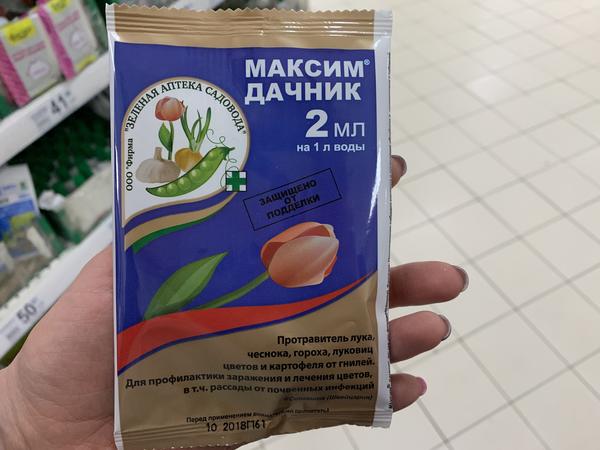 МАКСИМ®
ДАЧНИК
2 МЛ
на 1 л воды
ООО "Фирма "ЗЕЛЕНАЯ АПТЕКА САДОВОДА"
ЗАЩИЩЕНО
ОТ
ПОДДЕЛКИ
Протравитель лука,
чеснока, гороха, луковиц
цветов и картофеля от гнилей.
Для профилактики заражения и лечения цветов,
в т.ч. рассады от почвенных инфекций
(Швейцария)
Перед применением
10 2018П61
41
50